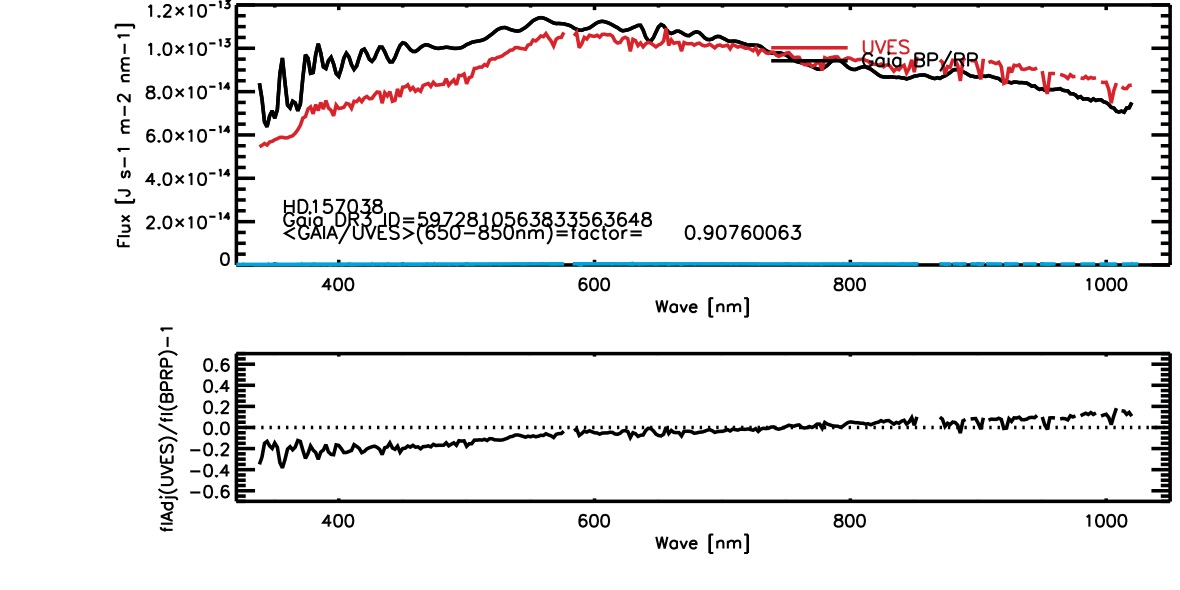 1.2×10⁻¹³
1.0×10⁻¹³
8.0×10⁻¹⁴
6.0×10⁻¹⁴
4.0×10⁻¹⁴
2.0×10⁻¹⁴
0
Flux [J s−1 m−2 nm−1]
UVES
Gaia BP/RP
HD157038
Gaia DR3 ID=5972810563833563648
<GAIA/UVES>(650−850nm)=factor= 0.90760063
400 600 800 1000
Wave [nm]
0.6
0.4
0.2
0.0
−0.2
−0.4
−0.6
flAdj(UVES)/fl(BPRP)−1
400 600 800 1000
Wave [nm]